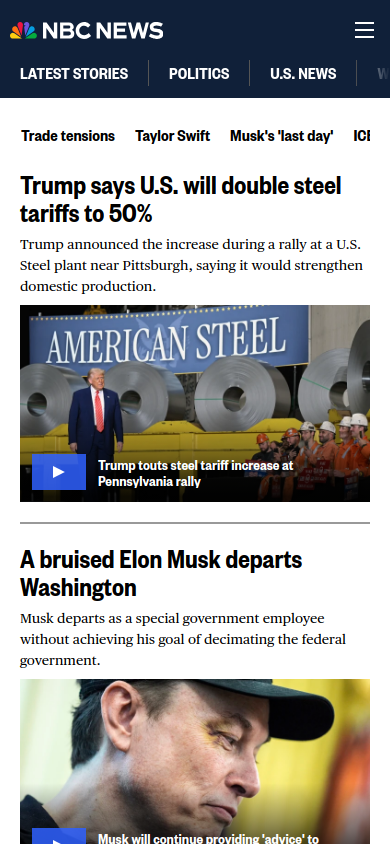 NBC NEWS
LATEST STORIES
POLITICS
U.S. NEWS
Trade tensions
Taylor Swift
Musk's 'last day'
ICE
Trump says U.S. will double steel
tariffs to 50%
Trump announced the increase during a rally at a U.S.
Steel plant near Pittsburgh, saying it would strengthen
domestic production.
AMERICAN STEEL
Trump touts steel tariff increase at
Pennsylvania rally
A bruised Elon Musk departs
Washington
Musk departs as a special government employee
without achieving his goal of decimating the federal
government.
Musk will continue providing 'advice' to